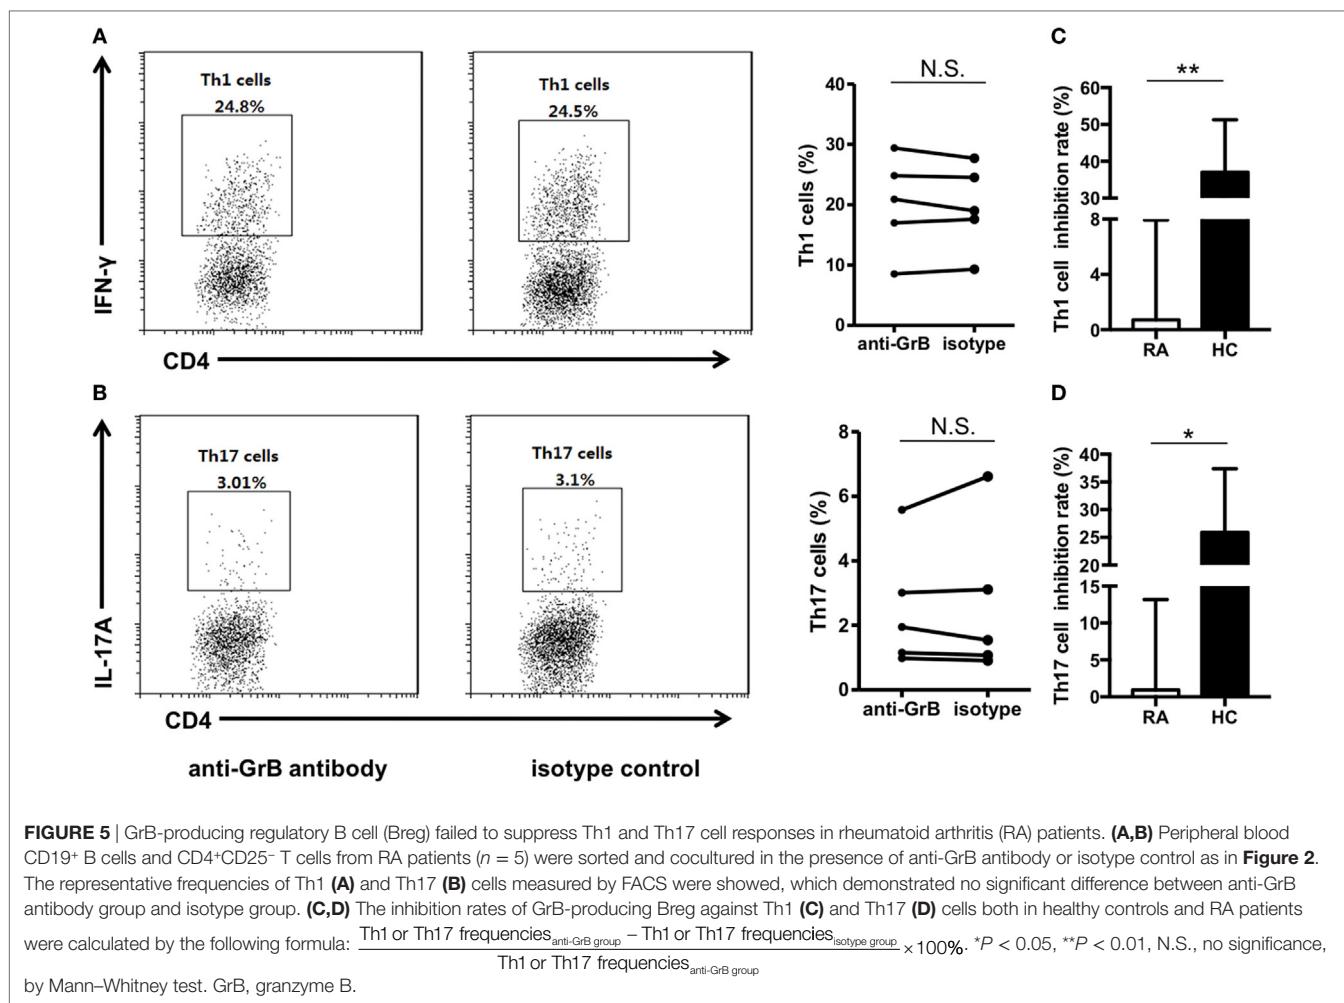 A
Th1 cells
24.8%
IFN-γ
Th1 cells
24.5%
CD4
N.S.
Th1 cells (%)
40
30
20
10
0
anti-GrB isotype
C
**
Th1 cell inhibition rate (%)
60
50
40
30
8
4
0
RA HC
B
Th17 cells
3.01%
IL-17A
Th17 cells
3.1%
CD4
N.S.
Th17 cells (%)
8
6
4
2
0
anti-GrB isotype
D
*
Th17 cell inhibition rate (%)
40
35
30
25
20
15
10
5
0
RA HC
anti-GrB antibody isotype control
FIGURE 5 | GrB-producing regulatory B cell (Breg) failed to suppress Th1 and Th17 cell responses in rheumatoid arthritis (RA) patients. (A,B) Peripheral blood
CD19⁺ B cells and CD4⁺CD25⁻ T cells from RA patients (n = 5) were sorted and cocultured in the presence of anti-GrB antibody or isotype control as in Figure 2.
The representative frequencies of Th1 (A) and Th17 (B) cells measured by FACS were showed, which demonstrated no significant difference between anti-GrB
antibody group and isotype group. (C,D) The inhibition rates of GrB-producing Breg against Th1 (C) and Th17 (D) cells both in healthy controls and RA patients
were calculated by the following formula: Th1 or Th17 frequencies anti-GrB group – Th1 or Th17 frequencies isotype group
Th1 or Th17 frequencies anti-GrB group
×100%. *P < 0.05, **P < 0.01, N.S., no significance,
by Mann–Whitney test. GrB, granzyme B.